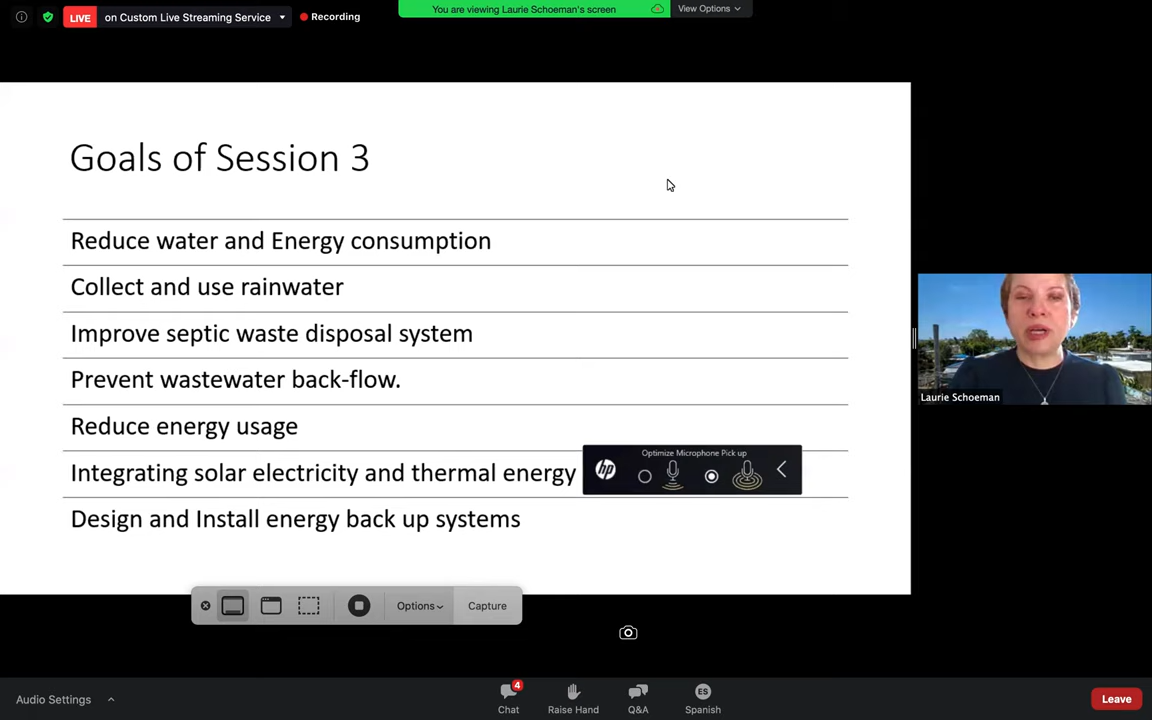 LIVE on Custom Live Streaming Service
Recording
You are viewing Laurie Schoeman's screen
View Options
Goals of Session 3
Reduce water and Energy consumption
Collect and use rainwater
Improve septic waste disposal system
Prevent wastewater back-flow.
Reduce energy usage
Integrating solar electricity and thermal energy
Design and Install energy back up systems
Optimize Microphone Pick up
hp
Laurie Schoeman
Options
Capture
Audio Settings
4
Chat
Raise Hand
Q&A
ES
Spanish
Leave